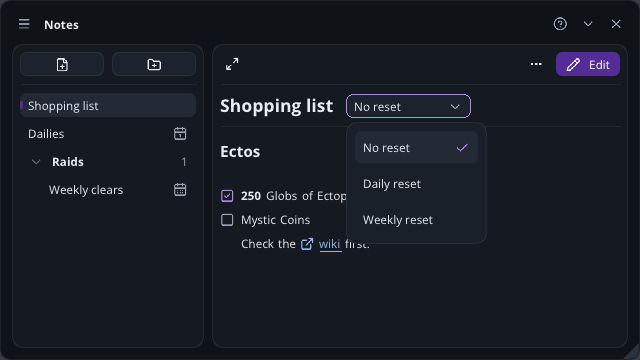 Notes
Edit
Shopping list
Dailies
Raids 1
Weekly clears
Shopping list No reset
No reset
Daily reset
Weekly reset
Ectos
250 Globs of Ectop
Mystic Coins
Check the wiki first.